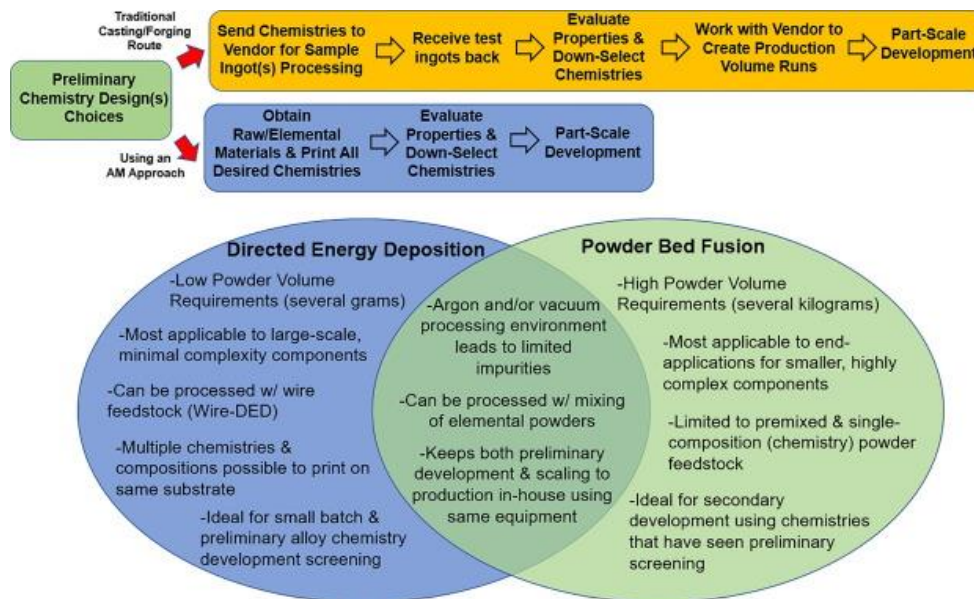 Traditional
Casting/Forging
Route
Send Chemistries to
Vendor for Sample
Ingot(s) Processing
Receive test
ingots back
Evaluate
Properties &
Down-Select
Chemistries
Work with Vendor to
Create Production
Volume Runs
Part-Scale
Development
Preliminary
Chemistry Design(s)
Choices
Using an
AM Approach
Obtain
Raw/Elemental
Materials & Print All
Desired Chemistries
Evaluate
Properties &
Down-Select
Chemistries
Part-Scale
Development
Directed Energy Deposition
-Low Powder Volume
Requirements (several grams)
-Most applicable to large-scale,
minimal complexity components
-Can be processed w/ wire
feedstock (Wire-DED)
-Multiple chemistries &
compositions possible to print on
same substrate
-Ideal for small batch &
preliminary alloy chemistry
development screening
-Argon and/or vacuum
processing environment
leads to limited
impurities
-Can be processed w/ mixing
of elemental powders
-Keeps both preliminary
development & scaling to
production in-house using
same equipment
Powder Bed Fusion
-High Powder Volume
Requirements (several kilograms)
-Most applicable to end-
applications for smaller, highly
complex components
-Limited to premixed & single-
composition (chemistry) powder
feedstock
-Ideal for secondary
development using chemistries
that have seen preliminary
screening